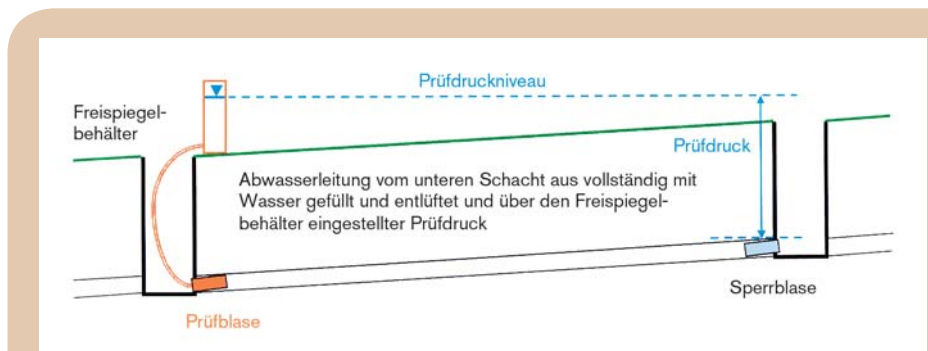 Prüfdruckniveau
Freispiegel-
behälter
Prüfdruck
Abwasserleitung vom unteren Schacht aus vollständig mit
Wasser gefüllt und entlüftet und über den Freispiegel-
behälter eingestellter Prüfdruck
Sperrblase
Prüfblase